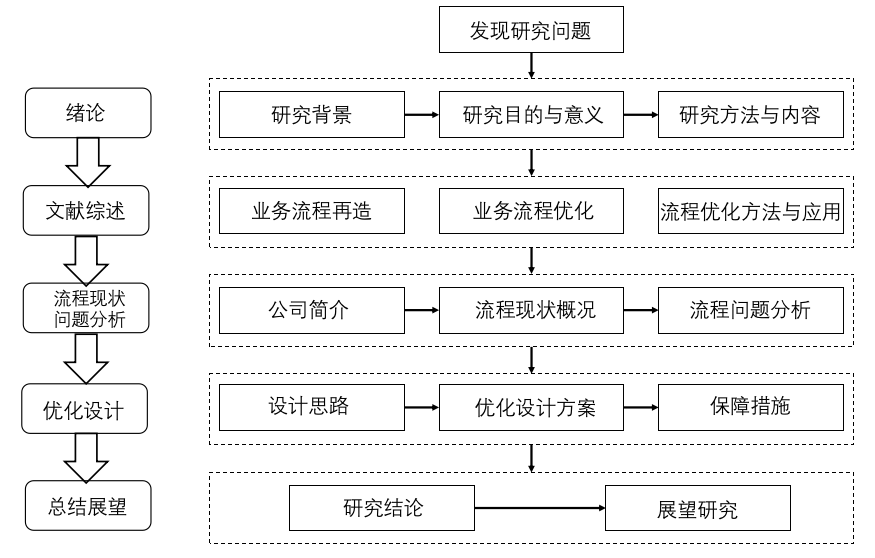 发现研究问题
绪论
研究背景
研究目的与意义
研究方法与内容
文献综述
业务流程再造
业务流程优化
流程优化方法与应用
流程现状
问题分析
公司简介
流程现状概况
流程问题分析
优化设计
设计思路
优化设计方案
保障措施
总结展望
研究结论
展望研究